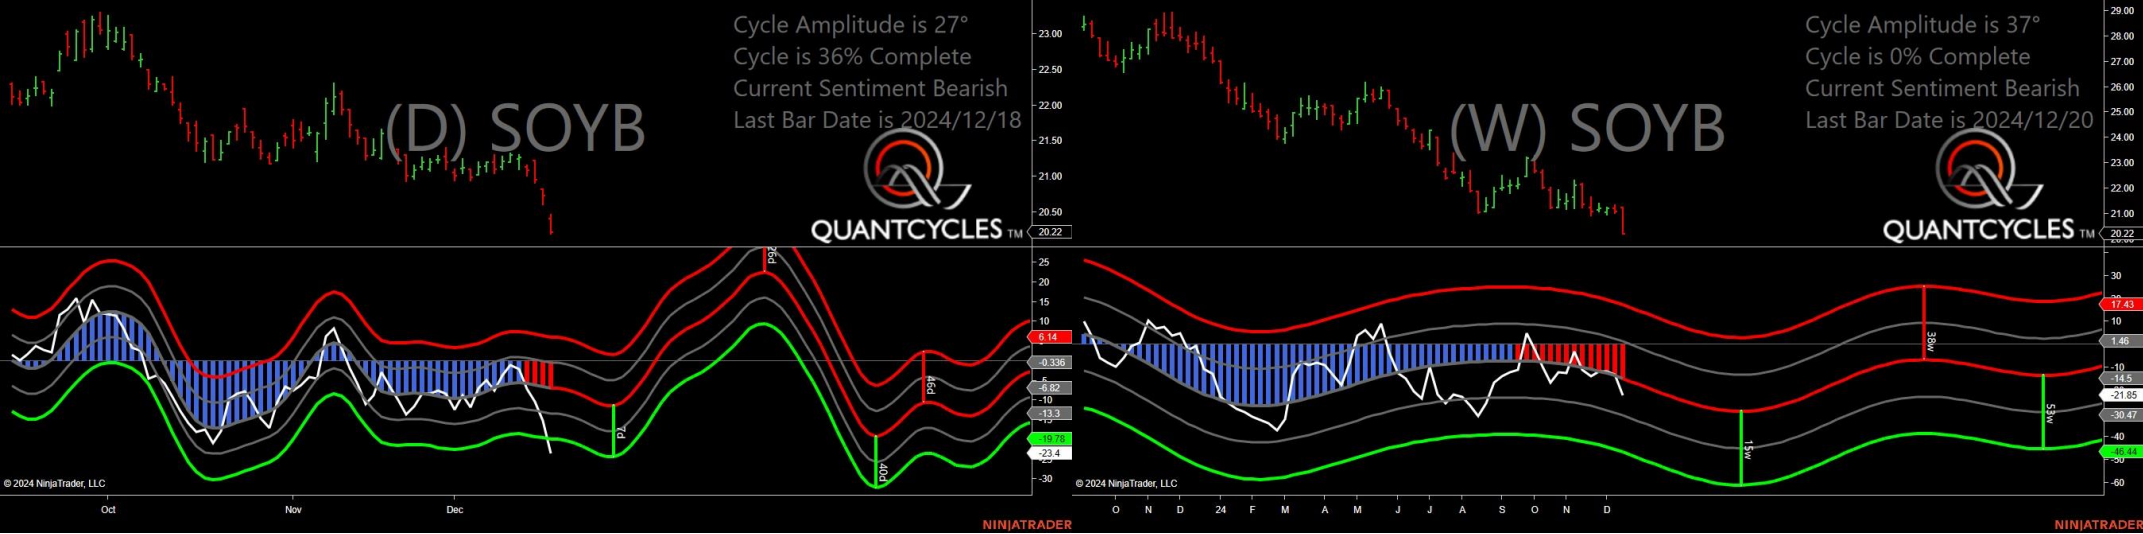 Cycle Amplitude is 27°
Cycle is 36% Complete
Current Sentiment Bearish
Last Bar Date is 2024/12/18
(D) SOYB
QUANTCYCLES TM
23.00
22.50
22.00
21.50
21.00
20.50
20.22
26d
7d
40d
46d
25
20
15
10
6.14
-0.336
-6.82
-10
-13.3
-19.78
-23.4
-30
© 2024 NinjaTrader, LLC
Oct
Nov
Dec
NINJATRADER
Cycle Amplitude is 37°
Cycle is 0% Complete
Current Sentiment Bearish
Last Bar Date is 2024/12/20
(W) SOYB
QUANTCYCLES TM
29.00
28.00
27.00
26.00
25.00
24.00
23.00
22.00
21.00
20.22
15w
38w
53w
30
17.43
10
1.46
-10
-14.5
-21.85
-30.47
-40
-46.44
-60
© 2024 NinjaTrader, LLC
O N D 24 F M A M J J A S O N D
NINJATRADER